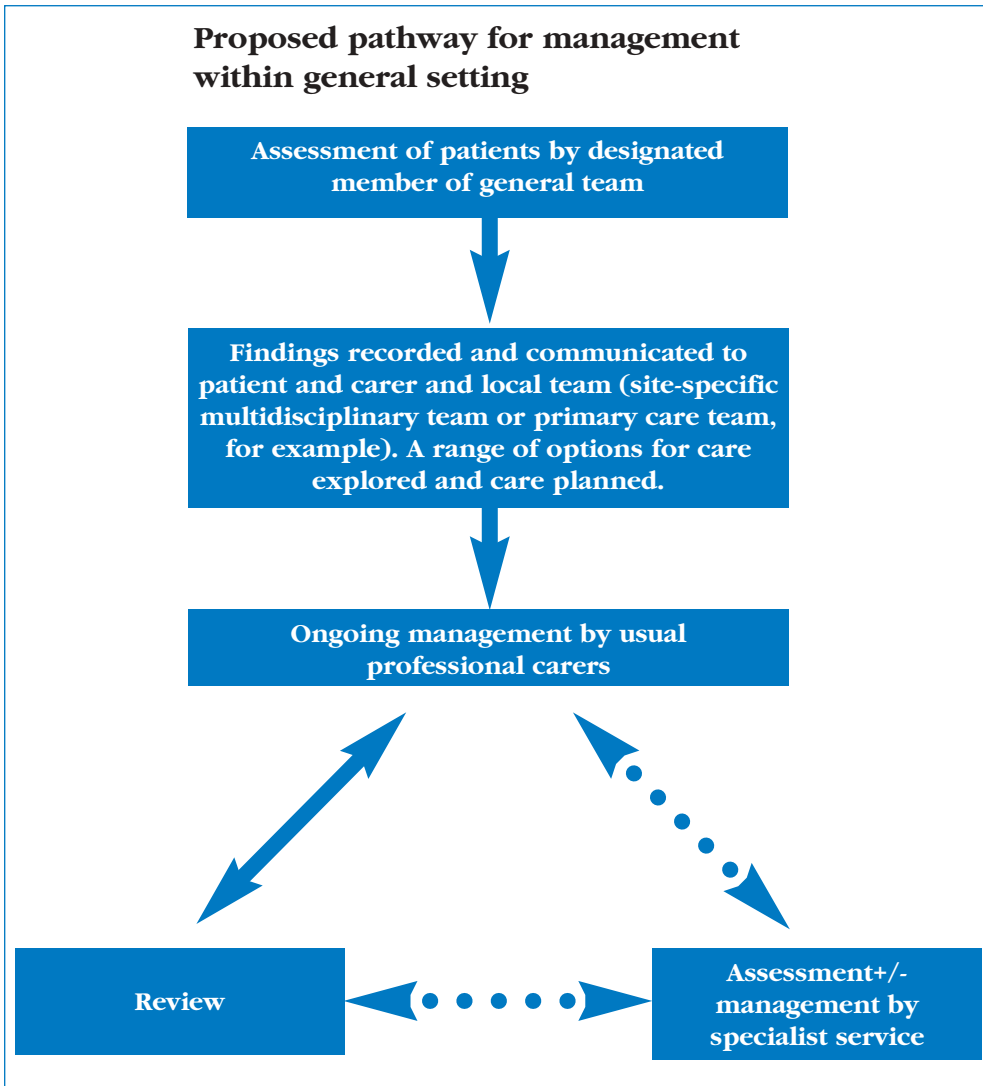 Proposed pathway for management
within general setting
Assessment of patients by designated
member of general team
Findings recorded and communicated to
patient and carer and local team (site-specific
multidisciplinary team or primary care team,
for example). A range of options for care
explored and care planned.
Ongoing management by usual
professional carers
Review
Assessment+/-
management by
specialist service